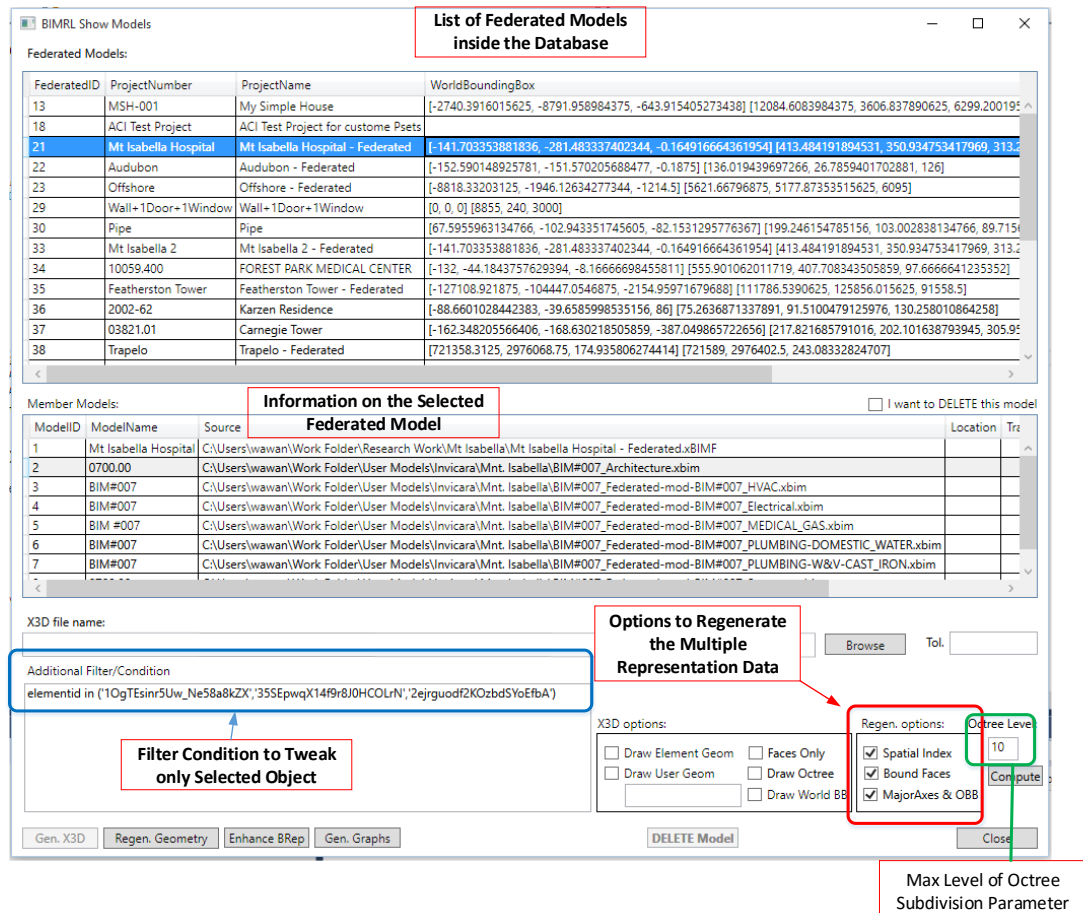 BIMRL Show Models
List of Federated Models
inside the Database
Federated Models:
FederatedID ProjectNumber ProjectName WorldBoundingBox
13 MSH-001 My Simple House [-2740.3916015625, -8791.958984375, -643.915405273438] [12084.6083984375, 3606.837890625, 6299.200195
18 ACI Test Project ACI Test Project for custome Psets
21 Mt Isabella Hospital Mt Isabella Hospital - Federated [-141.703353881836, -281.483337402344, -0.164916664361954] [413.484191894531, 350.934753417969, 313.2
22 Audubon Audubon - Federated [-152.590148925781, -151.570205688477, -0.1875] [136.019439697266, 26.7859401702881, 126]
23 Offshore Offshore - Federated [-8818.33203125, -1946.12634277344, -1214.5] [5621.66796875, 5177.87353515625, 6095]
29 Wall+1Door+1Window Wall+1Door+1Window [0, 0, 0] [8855, 240, 3000]
30 Pipe Pipe [67.5955963134766, -102.943351745605, -82.1531295776367] [199.246154785156, 103.002838134766, 89.7156
33 Mt Isabella 2 Mt Isabella 2 - Federated [-141.703353881836, -281.483337402344, -0.164916664361954] [413.484191894531, 350.934753417969, 313.2
34 10059.400 FOREST PARK MEDICAL CENTER [-132, -44.1843757629394, -8.16666698455811] [555.901062011719, 407.708343505859, 97.6666641235352]
35 Featherston Tower Featherston Tower - Federated [-127108.921875, -104447.0546875, -2154.95971679688] [111786.5390625, 125856.015625, 91558.5]
36 2002-62 Karzen Residence [-88.6601028442383, -39.6585998535156, 86] [75.2636871337891, 91.5100479125976, 130.258010864258]
37 03821.01 Carnegie Tower [-162.348205566406, -168.630218505859, -387.049865722656] [217.821685791016, 202.101638793945, 305.95
38 Trapelo Trapelo - Federated [721358.3125, 2976068.75, 174.935806274414] [721589, 2976402.5, 243.08332824707]
Information on the Selected
Federated Model
Member Models:
I want to DELETE this model
ModelID ModelName Source Location Tra
1 Mt Isabella Hospital C:\Users\wawan\Work Folder\Research Work\Mt Isabella\Mt Isabella Hospital - Federated.xBIMF
2 0700.00 C:\Users\wawan\Work Folder\User Models\Invicara\Mnt. Isabella\BIM#007_Architecture.xbim
3 BIM#007 C:\Users\wawan\Work Folder\User Models\Invicara\Mnt. Isabella\BIM#007_Federated-mod-BIM#007_HVAC.xbim
4 BIM#007 C:\Users\wawan\Work Folder\User Models\Invicara\Mnt. Isabella\BIM#007_Federated-mod-BIM#007_Electrical.xbim
5 BIM #007 C:\Users\wawan\Work Folder\User Models\Invicara\Mnt. Isabella\BIM#007_Federated-mod-BIM#007_MEDICAL_GAS.xbim
6 BIM#007 C:\Users\wawan\Work Folder\User Models\Invicara\Mnt. Isabella\BIM#007_Federated-mod-BIM#007_PLUMBING-DOMESTIC_WATER.xbim
7 BIM#007 C:\Users\wawan\Work Folder\User Models\Invicara\Mnt. Isabella\BIM#007_Federated-mod-BIM#007_PLUMBING-W&V-CAST_IRON.xbim
X3D file name:
Options to Regenerate
the Multiple
Representation Data
Browse Tol.
Additional Filter/Condition
elementid in ('1OgTEsinr5Uw_Ne58a8kZX','35SEpwqX14f9r8J0HCOLrN','2ejrguodf2KOzbdSYoEfbA')
Filter Condition to Tweak
only Selected Object
X3D options: Regen. options: Octree Level:
Draw Element Geom Faces Only Spatial Index 10
Draw User Geom Draw Octree Bound Faces Compute
Draw World BB MajorAxes & OBB
Gen. X3D Regen. Geometry Enhance BRep Gen. Graphs DELETE Model Close
Max Level of Octree
Subdivision Parameter